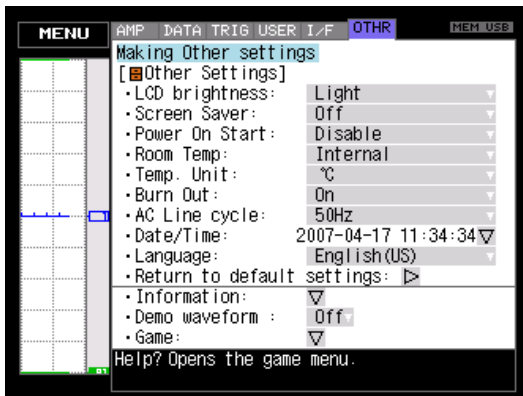 MENU AMP DATA TRIG USER I/F OTHR MEM USB
Making Other settings
[Other Settings]
・LCD brightness: Light
・Screen Saver: Off
・Power On Start: Disable
・Room Temp: Internal
・Temp. Unit: ℃
・Burn Out: On
・AC Line cycle: 50Hz
・Date/Time: 2007-04-17 11:34:34
・Language: English(US)
・Return to default settings:
・Information:
・Demo waveform : Off
・Game:
Help? Opens the game menu.